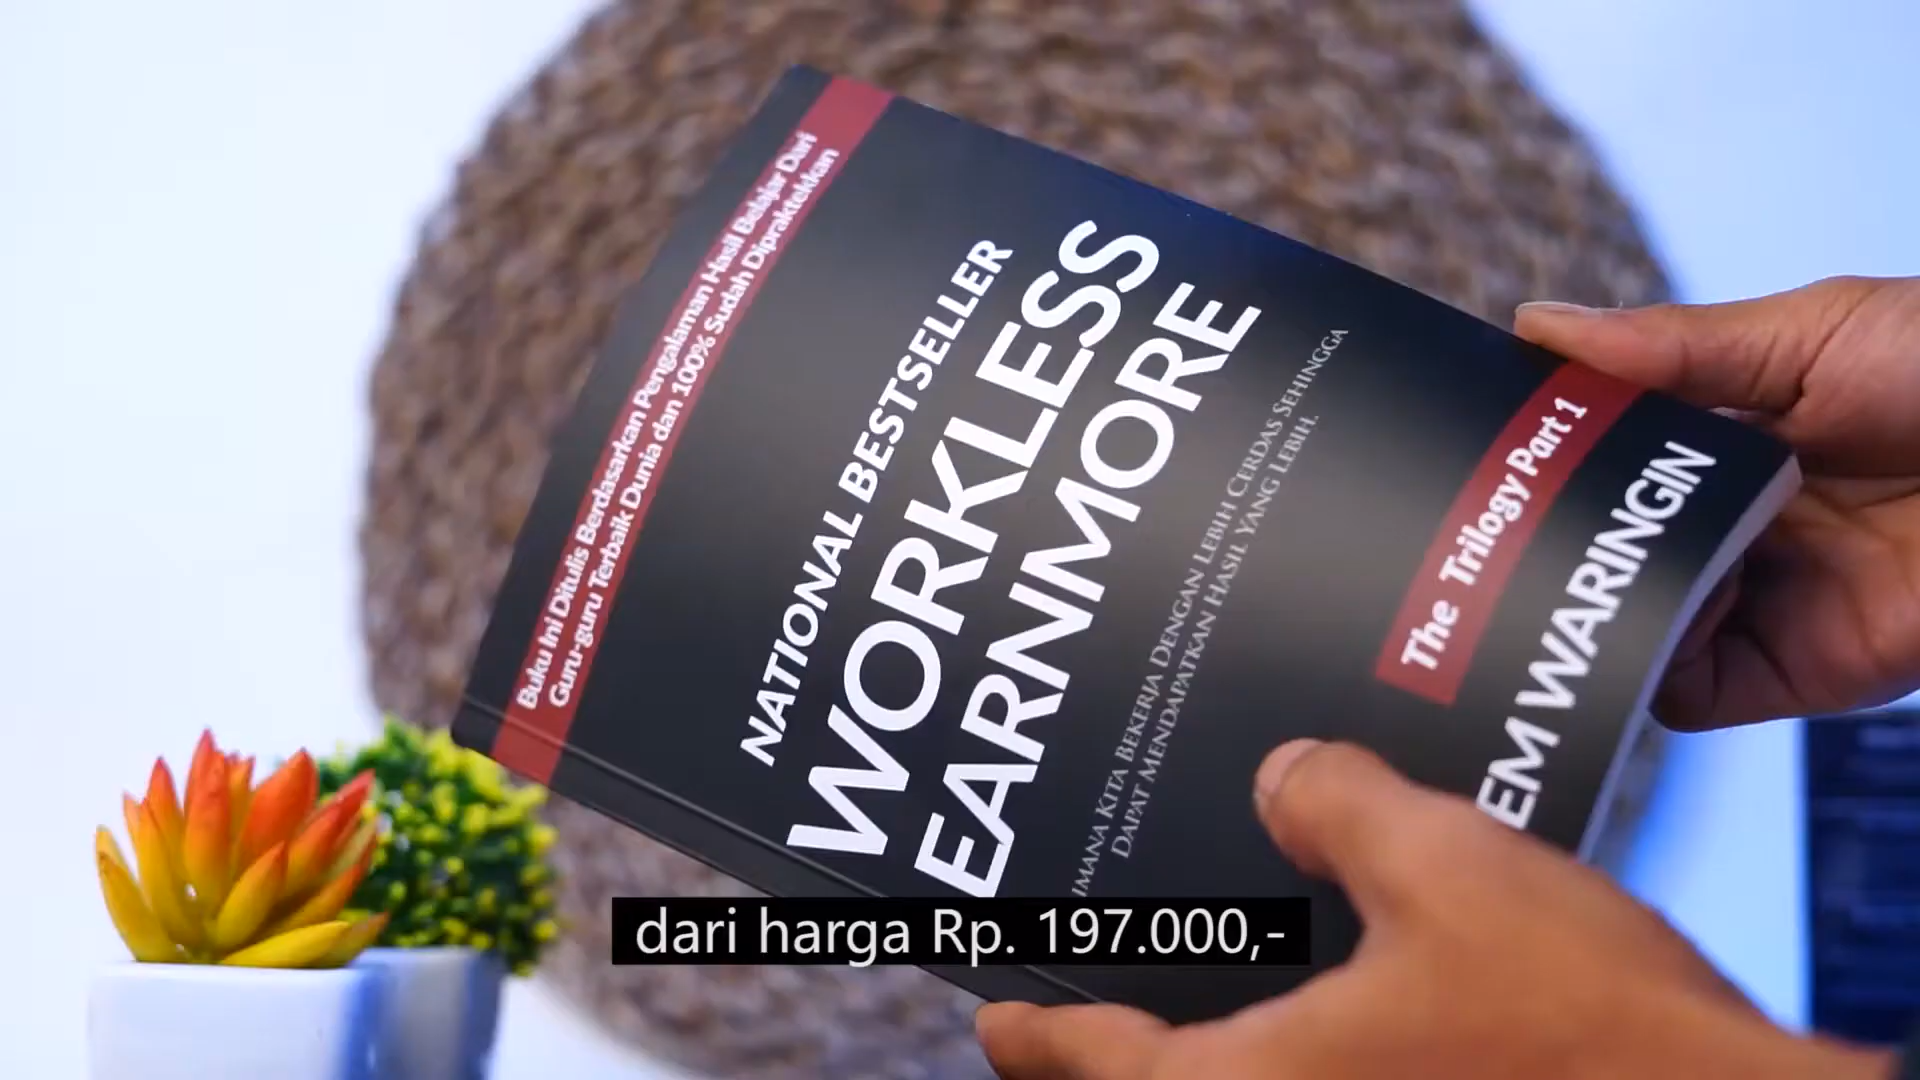 Buku Ini Ditulis Berdasarkan Pengalaman Hasil Belajar Dari
Guru-guru Terbaik Dunia dan 100% Sudah Dipraktekkan
NATIONAL BESTSELLER
WORKLESS
EARNMORE
IMANA KITA BEKERJA DENGAN LEBIH CERDAS SEHINGGA
DAPAT MENDAPATKAN HASIL YANG LEBIH.
The Trilogy Part 1
EM WARINGIN
dari harga Rp. 197.000,-